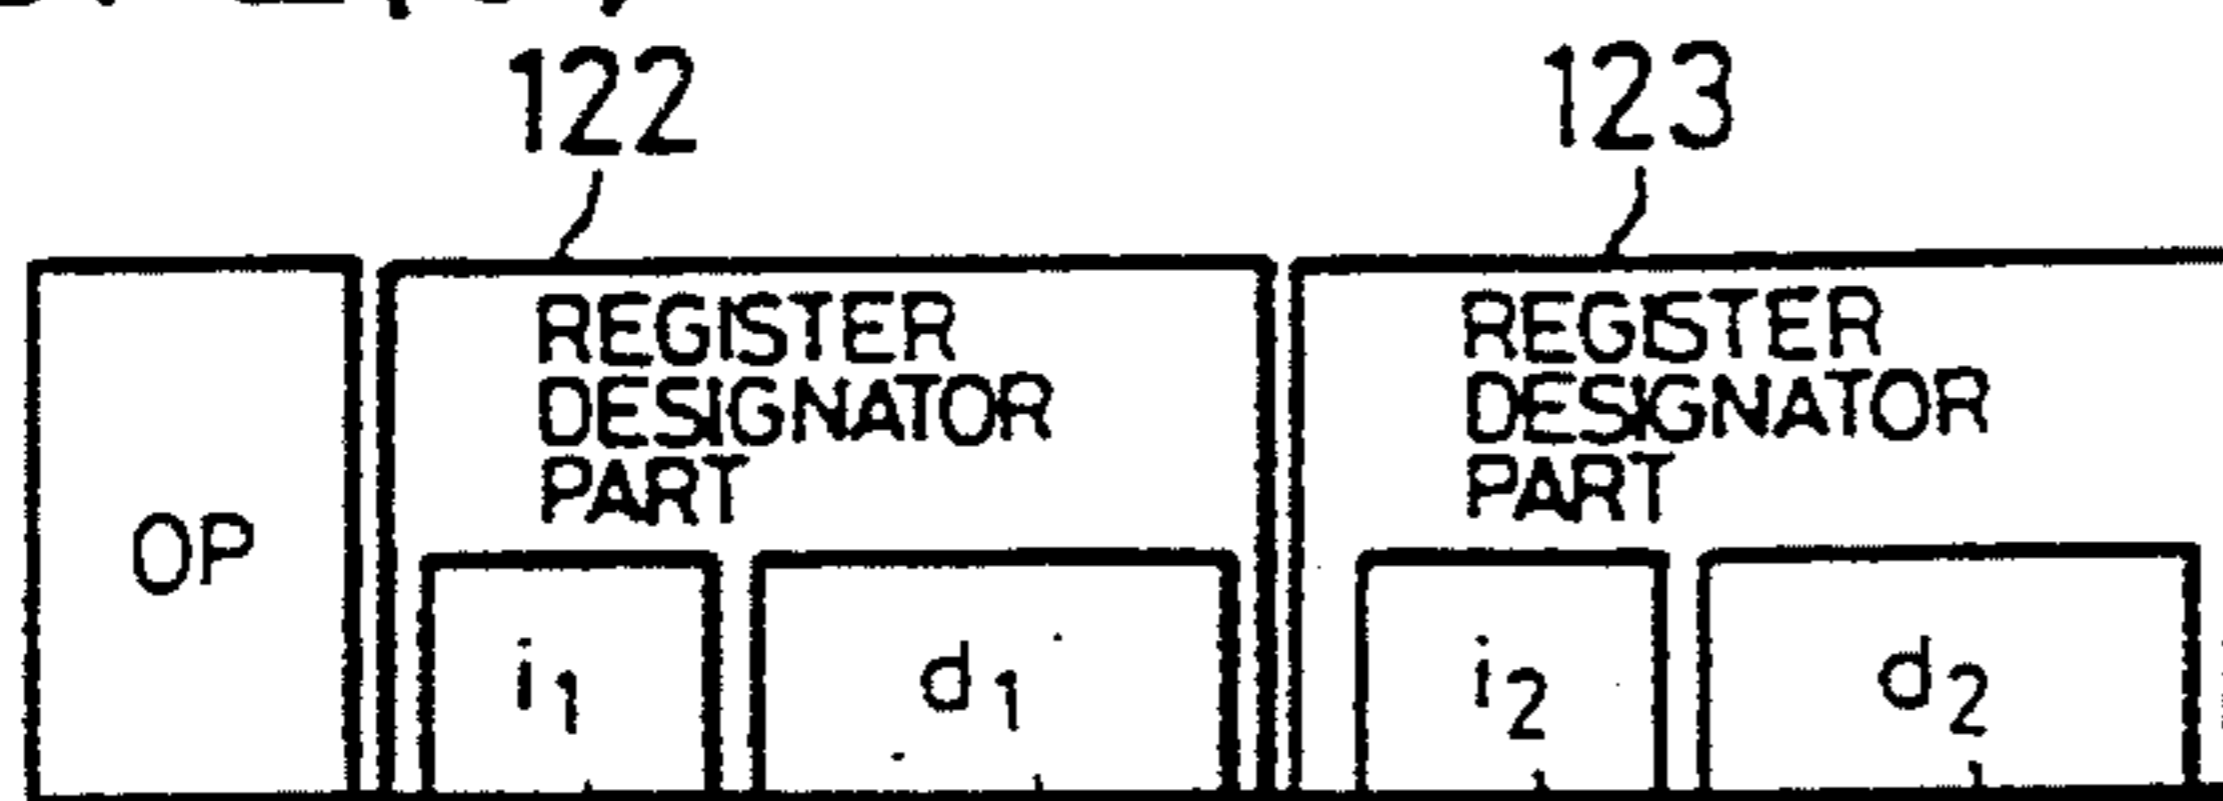 122 123
REGISTER REGISTER
DESIGNATOR DESIGNATOR
PART PART
OP
i1 d1 i2 d2